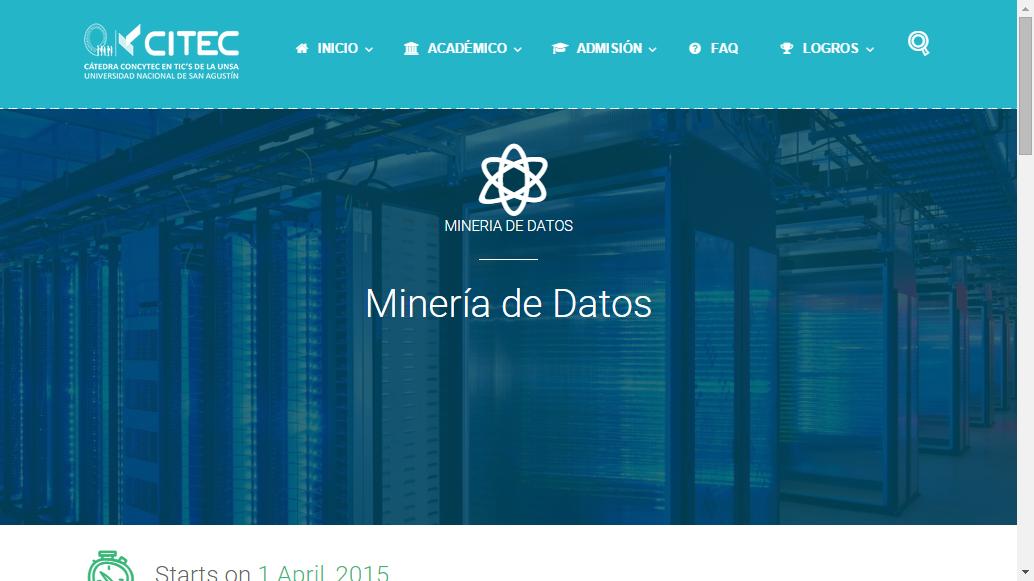 CITEC
CÁTEDRA CONCYTEC EN TIC'S DE LA UNSA
UNIVERSIDAD NACIONAL DE SAN AGUSTÍN
INICIO
ACADÉMICO
ADMISIÓN
FAQ
LOGROS
MINERIA DE DATOS
Minería de Datos
Starts on 1 April, 2015